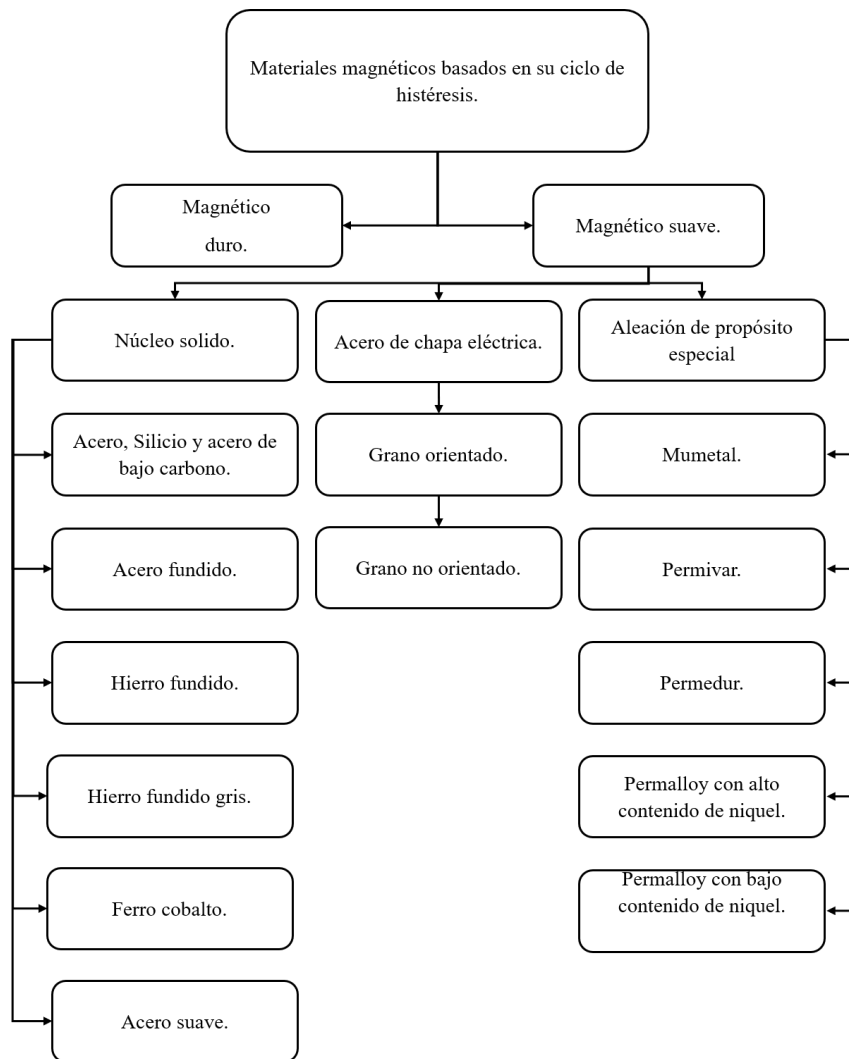 Materiales magnéticos basados en su ciclo de
histéresis.
Magnético
duro.
Magnético suave.
Núcleo solido.
Acero de chapa eléctrica.
Aleación de propósito
especial
Acero, Silicio y acero de
bajo carbono.
Grano orientado.
Mumetal.
Acero fundido.
Grano no orientado.
Permivar.
Hierro fundido.
Permedur.
Hierro fundido gris.
Permalloy con alto
contenido de niquel.
Ferro cobalto.
Permalloy con bajo
contenido de niquel.
Acero suave.